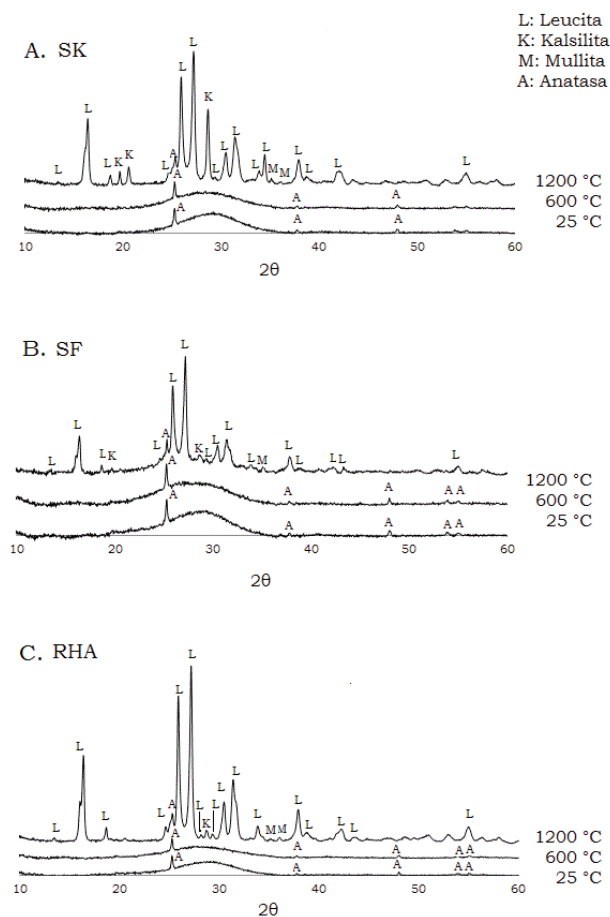 L: Leucita
K: Kalsilita
M: Mullita
A: Anatasa
A. SK
L
L
K
L
L K K L A L L L L L M M L L L L
A
1200 °C
600 °C
25 °C
A A A
A A A
10 20 30 40 50 60
2θ
B. SF
L
L
L
L L K L A K L L L L M L L L L L
A
1200 °C
600 °C
25 °C
A A A A
A A A A A
10 20 30 40 50 60
2θ
C. RHA
L
L
L
L L L A L K L L L L M M L L L L L
A
1200 °C
600 °C
25 °C
A A A A
A A A A A
10 20 30 40 50 60
2θ